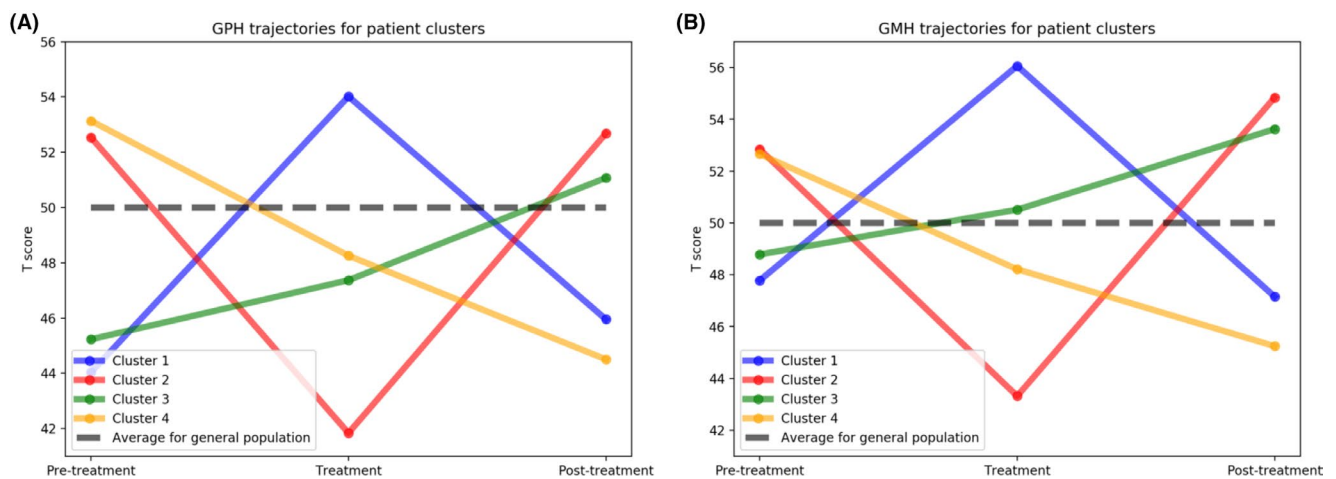 (A)
GPH trajectories for patient clusters
56
54
52
50
48
46
44
42
T score
Cluster 1
Cluster 2
Cluster 3
Cluster 4
Average for general population
Pre-treatment Treatment Post-treatment
(B)
GMH trajectories for patient clusters
56
54
52
50
48
46
44
42
T score
Cluster 1
Cluster 2
Cluster 3
Cluster 4
Average for general population
Pre-treatment Treatment Post-treatment